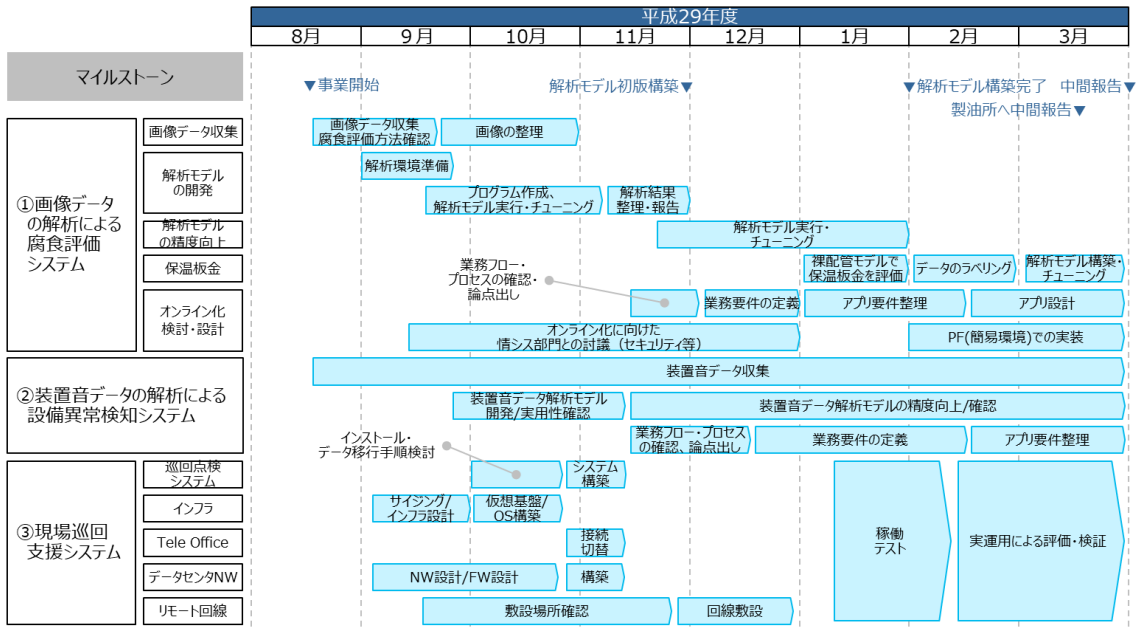 平成29年度
8月
9月
10月
11月
12月
1月
2月
3月
マイルストーン
▼事業開始
解析モデル初版構築▼
▼解析モデル構築完了
中間報告▼
製油所へ中間報告▼
①画像データ
の解析による
腐食評価
システム
画像データ収集
画像データ収集
腐食評価方法確認
画像の整理
解析モデル
の開発
解析環境準備
プログラム作成、
解析モデル実行・チューニング
解析結果
整理・報告
解析モデル
の精度向上
解析モデル実行・
チューニング
保温板金
裸配管モデルで
保温板金を評価
データのラベリング
解析モデル構築・
チューニング
オンライン化
検討・設計
業務フロー・
プロセスの確認・
論点出し
業務要件の定義
アプリ要件整理
アプリ設計
オンライン化に向けた
情シス部門との討議（セキュリティ等）
PF(簡易環境)での実装
②装置音データの解析による
設備異常検知システム
装置音データ収集
装置音データ解析モデル
開発/実用性確認
装置音データ解析モデルの精度向上/確認
業務フロー・プロセス
の確認、論点出し
業務要件の定義
アプリ要件整理
③現場巡回
支援システム
巡回点検
システム
インストール・
データ移行手順検討
システム
構築
インフラ
サイジング/
インフラ設計
仮想基盤/
OS構築
Tele Office
接続
切替
データセンタNW
NW設計/FW設計
構築
リモート回線
敷設場所確認
回線敷設
稼働
テスト
実運用による評価・検証